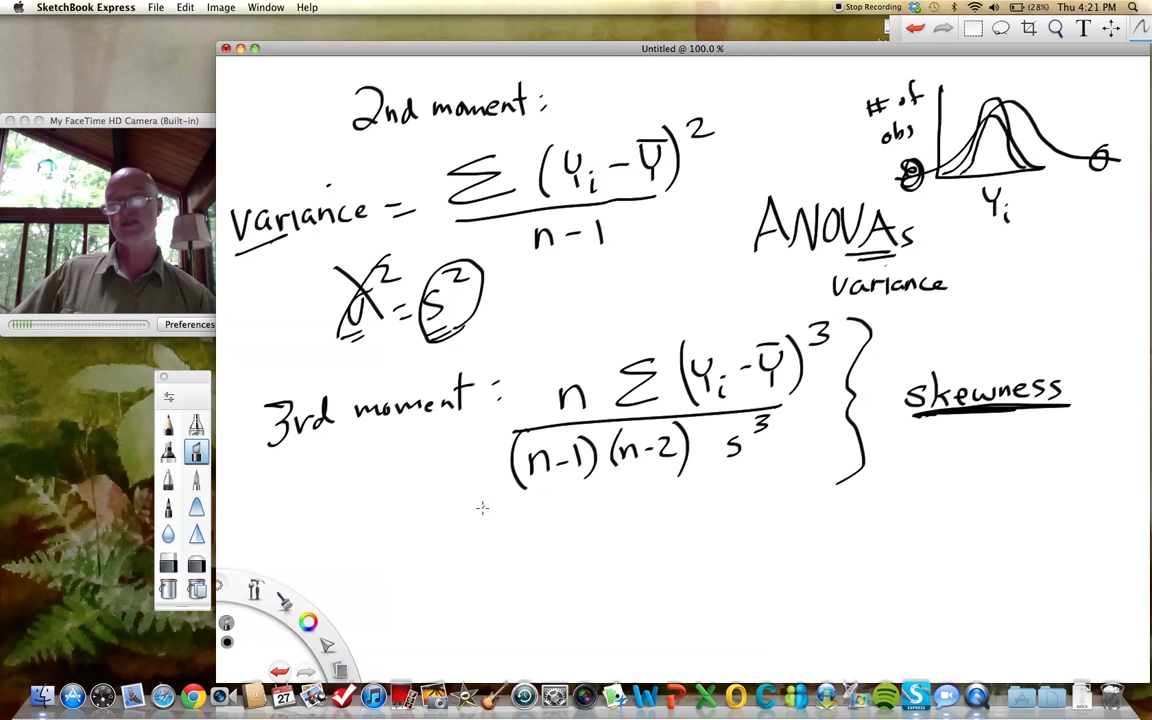 SketchBook Express File Edit Image Window Help
Stop Recording (28%) Thu 4:21 PM
Untitled @ 100.0 %
My FaceTime HD Camera (Built-in)
Preferences
2nd moment :
variance = Σ (Yi - Ȳ)²
n - 1
= s²
# of
obs
Yi
ANOVAs
variance
3rd moment : n Σ (Yi - Ȳ)³
(n-1)(n-2) s³
skewness